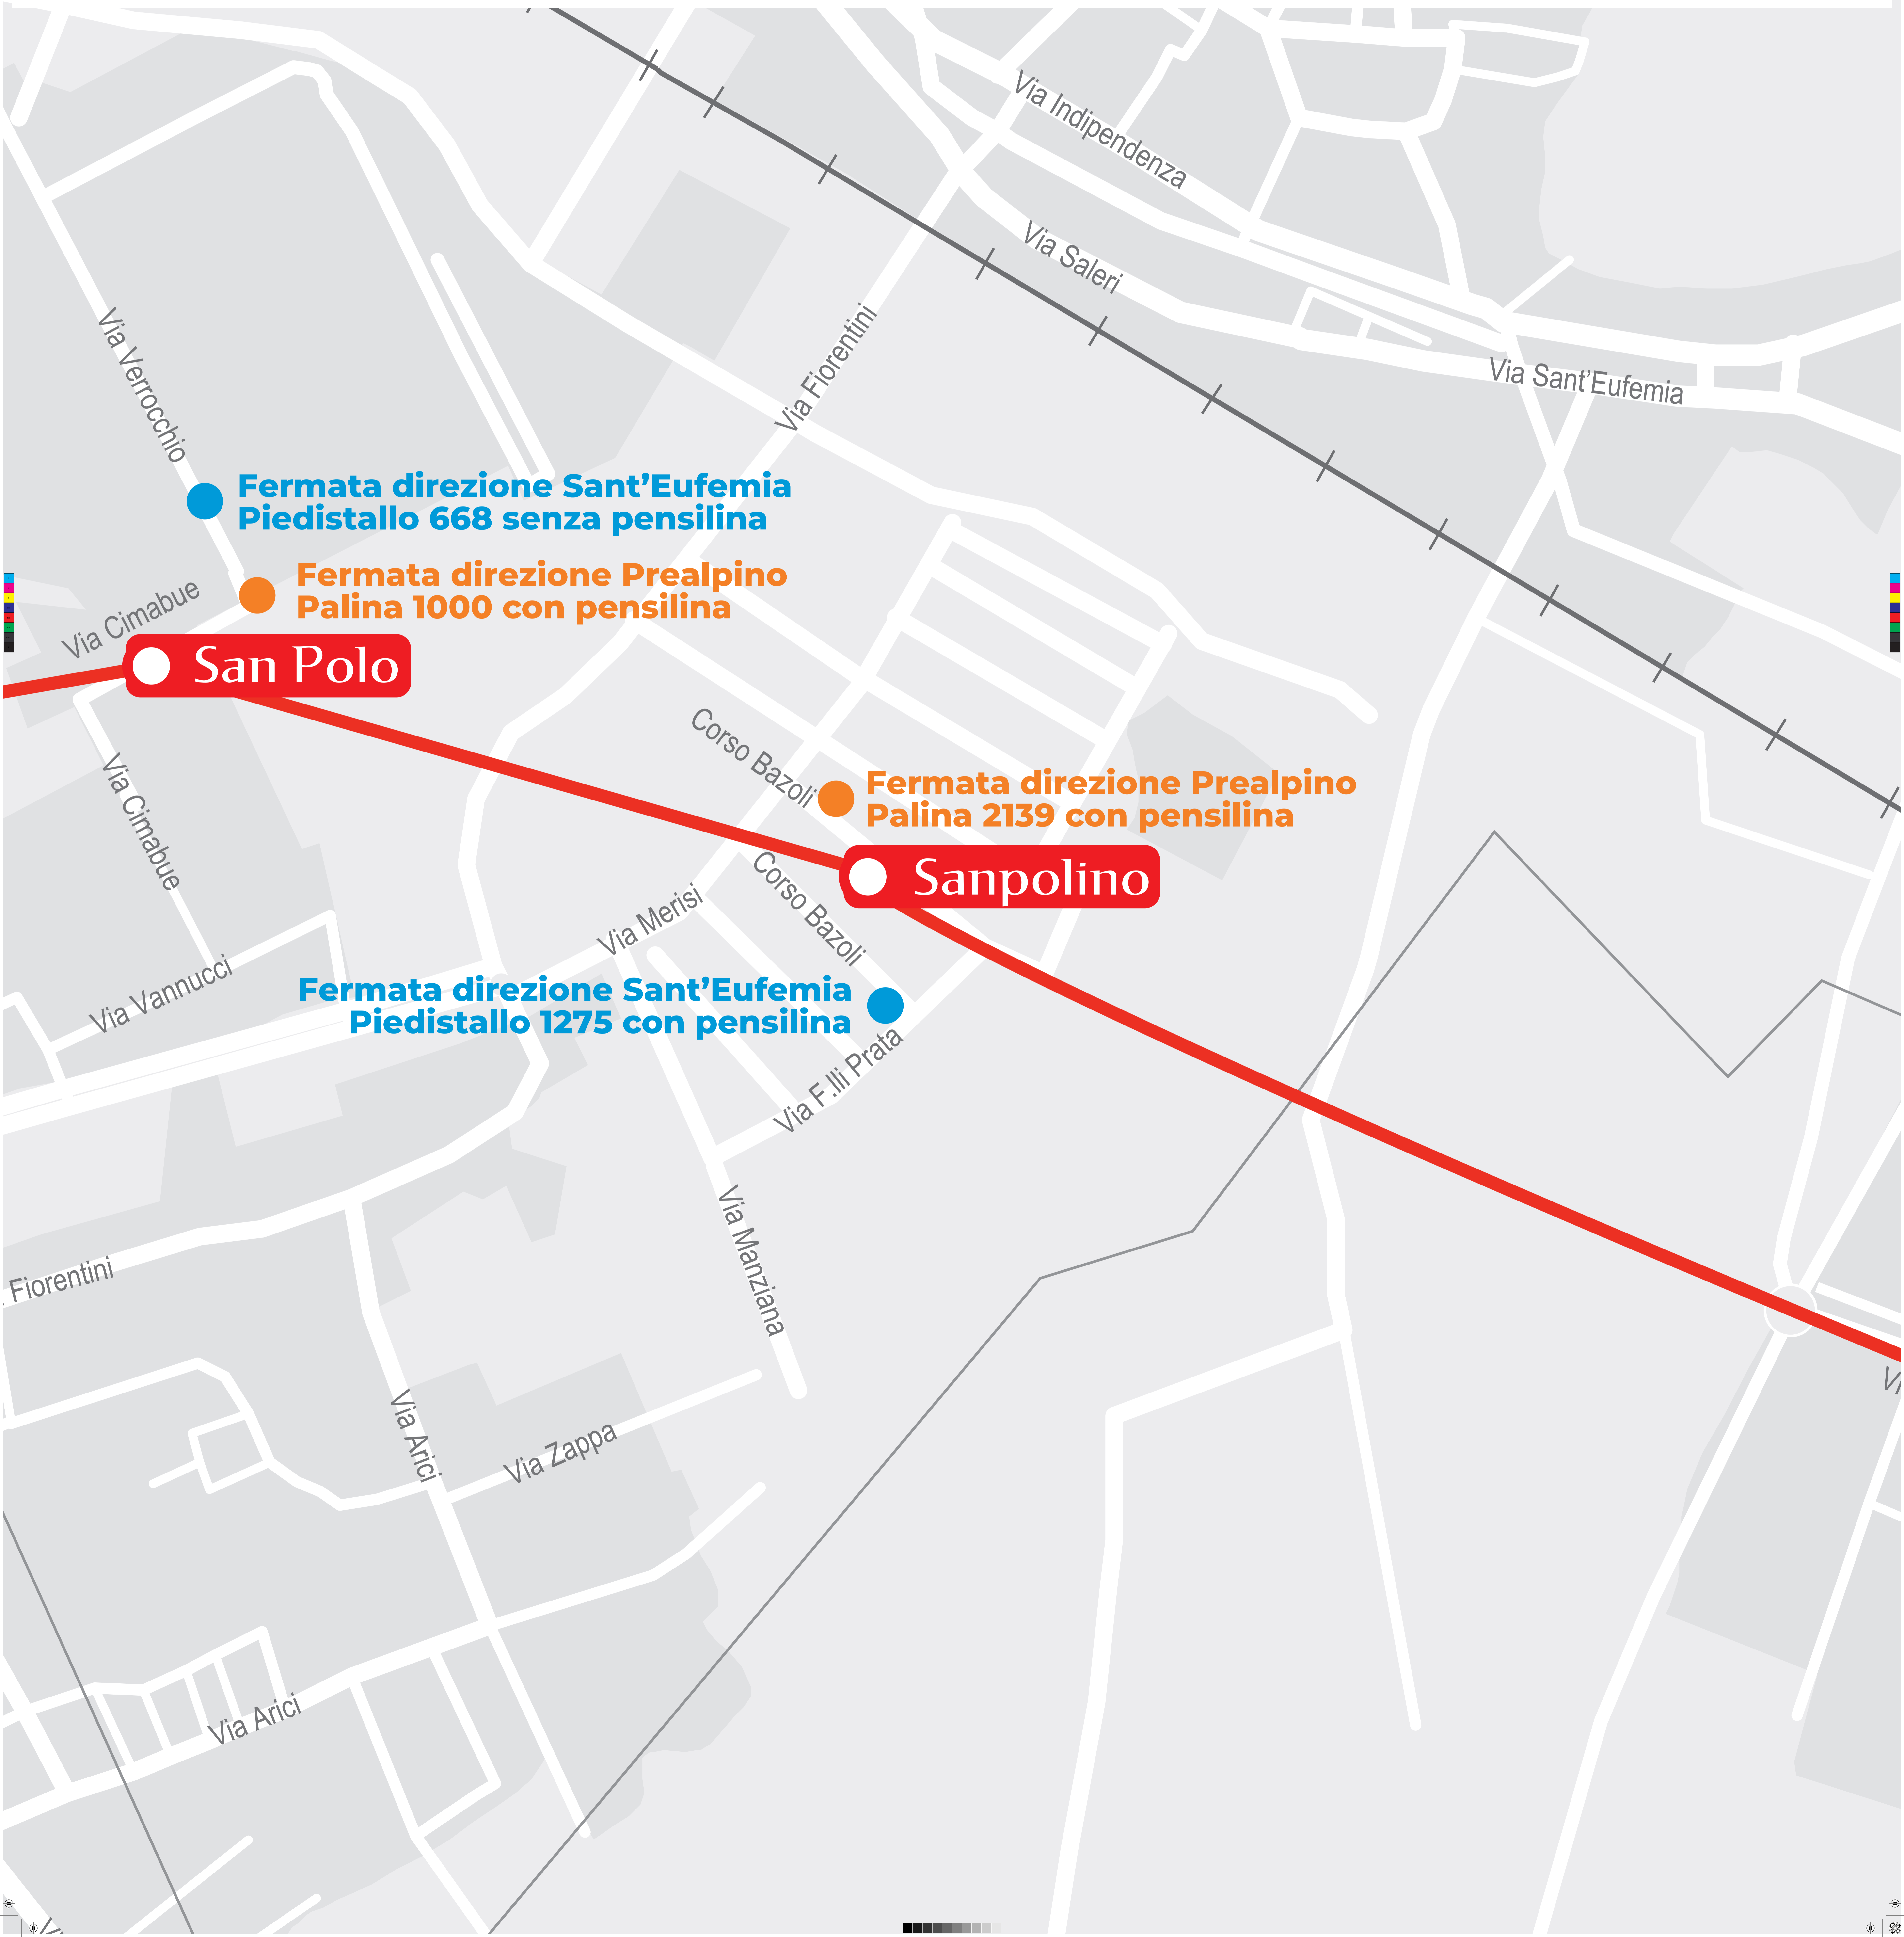 Via Indipendenza
Via Saleri
Via Fiorentini
Via Verrocchio
Via Sant'Eufemia
Fermata direzione Sant'Eufemia
Piedistallo 668 senza pensilina
Fermata direzione Prealpino
Palina 1000 con pensilina
Via Cimabue
San Polo
Corso Bazoli
Fermata direzione Prealpino
Palina 2139 con pensilina
Via Cimabue
Sanpolino
Corso Bazoli
Via Merisi
Via Vannucci
Fermata direzione Sant'Eufemia
Piedistallo 1275 con pensilina
Via F.lli Prata
Via Manziana
Fiorentini
Via Arici
Via Zappa
Via Arici